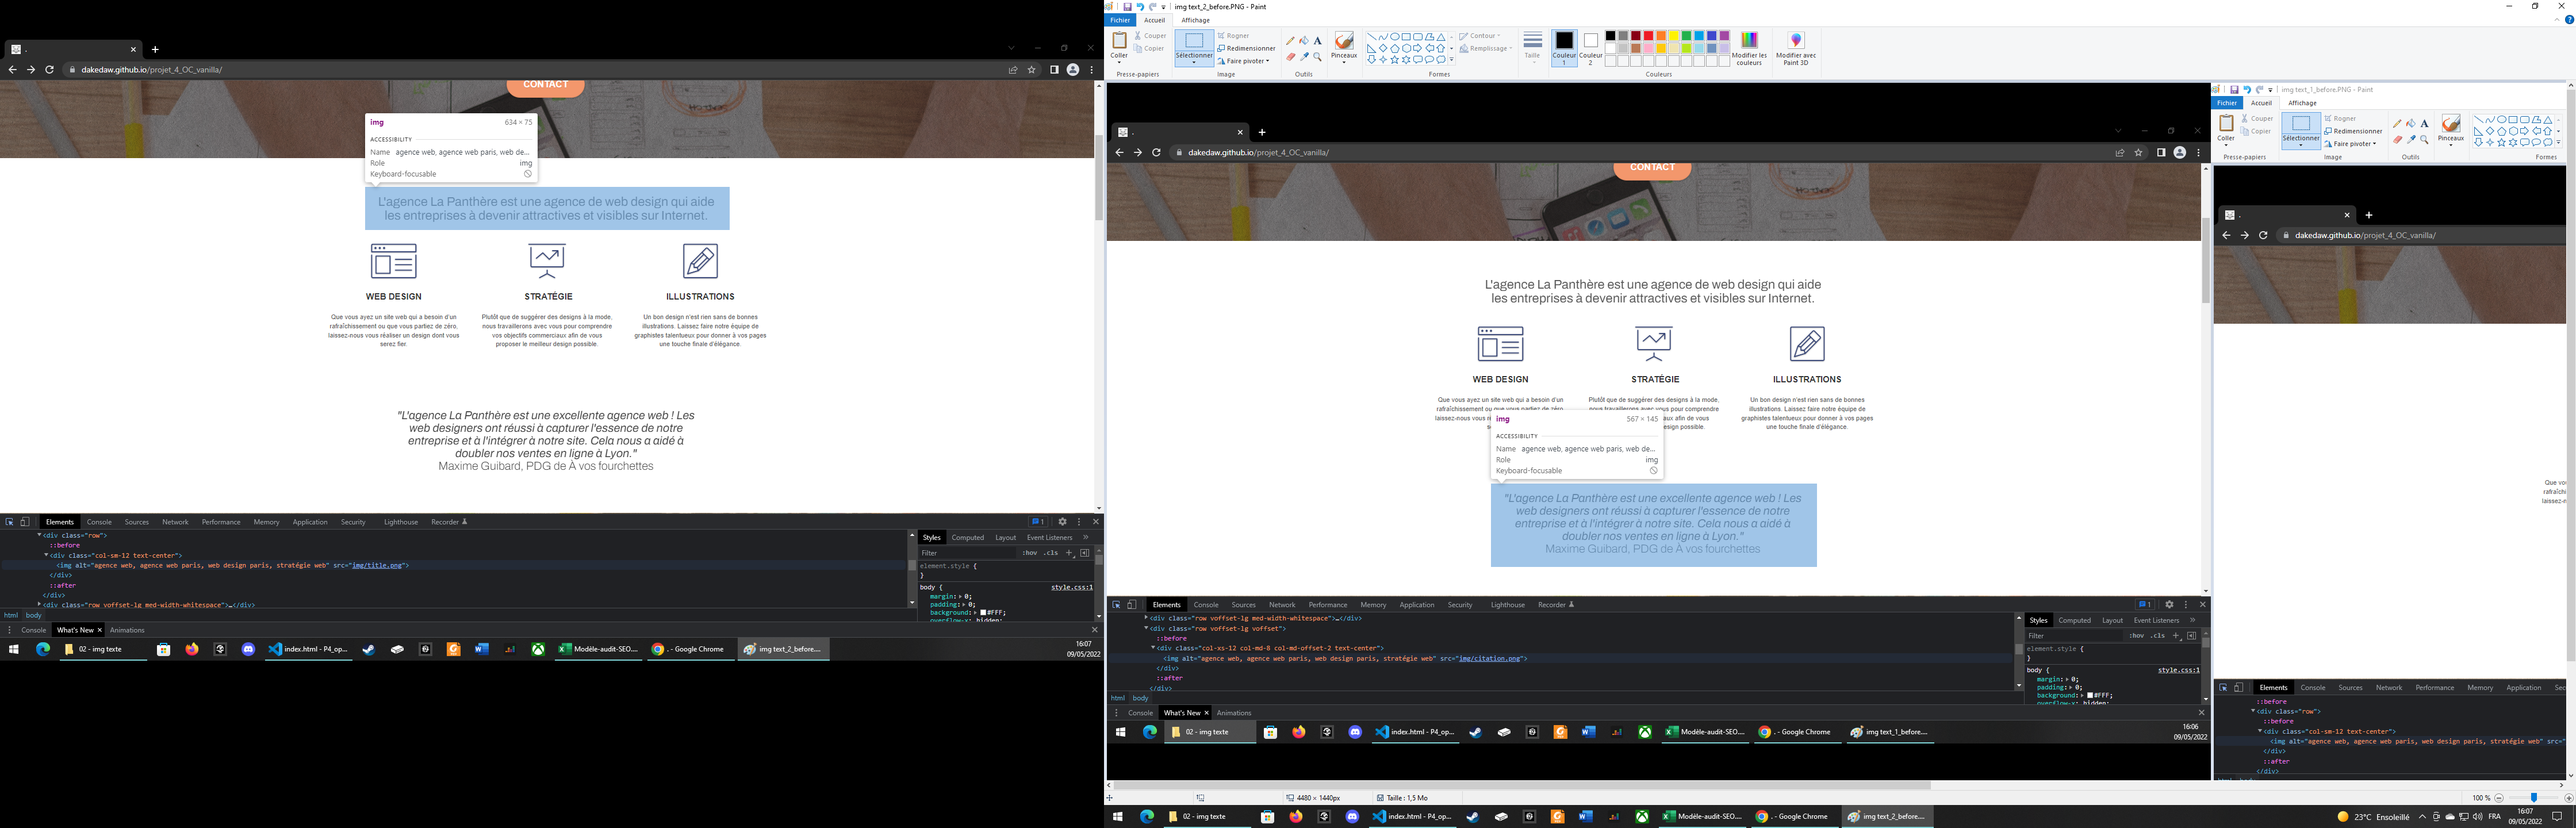 dakedaw.github.io/projet_4_OC_vanilla/
CONTACT
img 634 × 75
ACCESSIBILITY
Name agence web, agence web paris, web de...
Role img
Keyboard-focusable
L'agence La Panthère est une agence de web design qui aide
les entreprises à devenir attractives et visibles sur Internet.
WEB DESIGN
Que vous ayez un site web qui a besoin d'un
rafraîchissement ou que vous partiez de zéro,
laissez-nous vous réaliser un design dont vous
serez fier.
STRATÉGIE
Plutôt que de suggérer des designs à la mode,
nous travaillerons avec vous pour comprendre
vos objectifs commerciaux afin de vous
proposer le meilleur design possible.
ILLUSTRATIONS
Un bon design n'est rien sans de bonnes
illustrations. Laissez faire notre équipe de
graphistes talentueux pour donner à vos pages
une touche finale d'élégance.
"L'agence La Panthère est une excellente agence web ! Les
web designers ont réussi à capturer l'essence de notre
entreprise et à l'intégrer à notre site. Cela nous a aidé à
doubler nos ventes en ligne à Lyon."
Maxime Guibard, PDG de À vos fourchettes
Elements Console Sources Network Performance Memory Application Security Lighthouse Recorder 1
<div class="row">
::before
<div class="col-sm-12 text-center">
<img alt="agence web, agence web paris, web design paris, stratégie web" src="img/title.png">
</div>
::after
</div>
<div class="row voffset-lg med-width-whitespace">…</div>
html body
Styles Computed Layout Event Listeners »
Filter :hov .cls +
element.style {
}
body { style.css:1
margin: 0;
padding: 0;
background: #FFF;
overflow-x: hidden;
Console What's New × Animations
02 - img texte
index.html - P4_op...
Modèle-audit-SEO....
. - Google Chrome
img text_2_before....
16:07
09/05/2022
img text_2_before.PNG - Paint
Fichier Accueil Affichage
Coller
Couper
Copier
Presse-papiers
Sélectionner
Rogner
Redimensionner
Faire pivoter
Image
Outils
Pinceaux
Contour
Remplissage
Formes
Taille
Couleur
1
Couleur
2
Modifier les
couleurs
Modifier avec
Paint 3D
Couleurs
dakedaw.github.io/projet_4_OC_vanilla/
CONTACT
L'agence La Panthère est une agence de web design qui aide
les entreprises à devenir attractives et visibles sur Internet.
WEB DESIGN
Que vous ayez un site web qui a besoin d'un
rafraîchissement ou que vous partiez de zéro,
laissez-nous vous
STRATÉGIE
Plutôt que de suggérer des designs à la mode,
nous travaillerons avec vous pour comprendre
aux afin de vous
esign possible.
ILLUSTRATIONS
Un bon design n'est rien sans de bonnes
illustrations. Laissez faire notre équipe de
graphistes talentueux pour donner à vos pages
une touche finale d'élégance.
img 567 × 145
ACCESSIBILITY
Name agence web, agence web paris, web de...
Role img
Keyboard-focusable
"L'agence La Panthère est une excellente agence web ! Les
web designers ont réussi à capturer l'essence de notre
entreprise et à l'intégrer à notre site. Cela nous a aidé à
doubler nos ventes en ligne à Lyon."
Maxime Guibard, PDG de À vos fourchettes
Elements Console Sources Network Performance Memory Application Security Lighthouse Recorder 1
<div class="row voffset-lg med-width-whitespace">…</div>
<div class="row voffset-lg voffset">
::before
<div class="col-xs-12 col-md-8 col-md-offset-2 text-center">
<img alt="agence web, agence web paris, web design paris, stratégie web" src="img/citation.png">
</div>
::after
</div>
html body
Styles Computed Layout Event Listeners »
Filter :hov .cls +
element.style {
}
body { style.css:1
margin: 0;
padding: 0;
background: #FFF;
overflow-x: hidden;
Console What's New × Animations
02 - img texte
index.html - P4_op...
Modèle-audit-SEO....
. - Google Chrome
img text_1_before....
16:06
09/05/2022
img text_1_before.PNG - Paint
Fichier Accueil Affichage
Coller
Couper
Copier
Presse-papiers
Sélectionner
Rogner
Redimensionner
Faire pivoter
Image
Outils
Pinceaux
Formes
dakedaw.github.io/projet_4_OC_vanilla/
Que vo
rafraîch
laissez-n
Elements Console Sources Network Performance Memory Application Sec
::before
<div class="row">
::before
<div class="col-sm-12 text-center">
<img alt="agence web, agence web paris, web design paris, stratégie web" src="
</div>
::after
</div>
4480 × 1440px
Taille : 1,5 Mo
100 %
02 - img texte
index.html - P4_op...
Modèle-audit-SEO....
. - Google Chrome
img text_2_before....
23°C Ensoleillé
FRA
16:07
09/05/2022